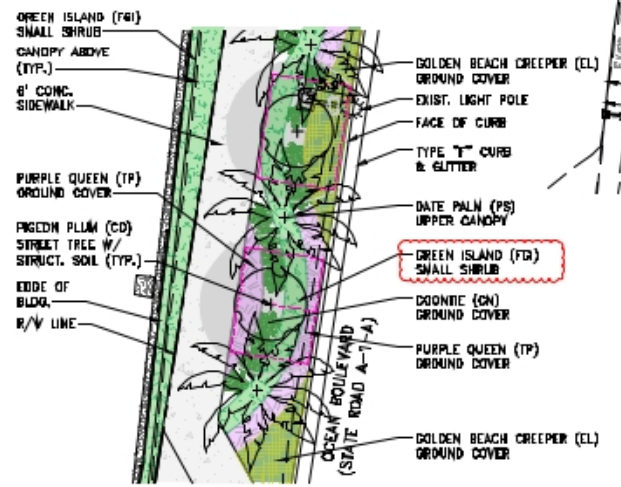 GREEN ISLAND (FGI)
SMALL SHRUB
CANOPY ABOVE
(TYP.)
6' CONC.
SIDEWALK
PURPLE QUEEN (TP)
GROUND COVER
PIGEON PLUM (CD)
STREET TREE W/
STRUCT. SOIL (TYP.)
EDGE OF
BLDG.
R/W LINE
GOLDEN BEACH CREEPER (EL)
GROUND COVER
EXIST. LIGHT POLE
FACE OF CURB
TYPE "F" CURB
& GUTTER
DATE PALM (PS)
UPPER CANOPY
GREEN ISLAND (FGI)
SMALL SHRUB
COONTIE (CN)
GROUND COVER
PURPLE QUEEN (TP)
GROUND COVER
GOLDEN BEACH CREEPER (EL)
GROUND COVER
OCEAN BOULEVARD
(STATE ROAD A-1-A)